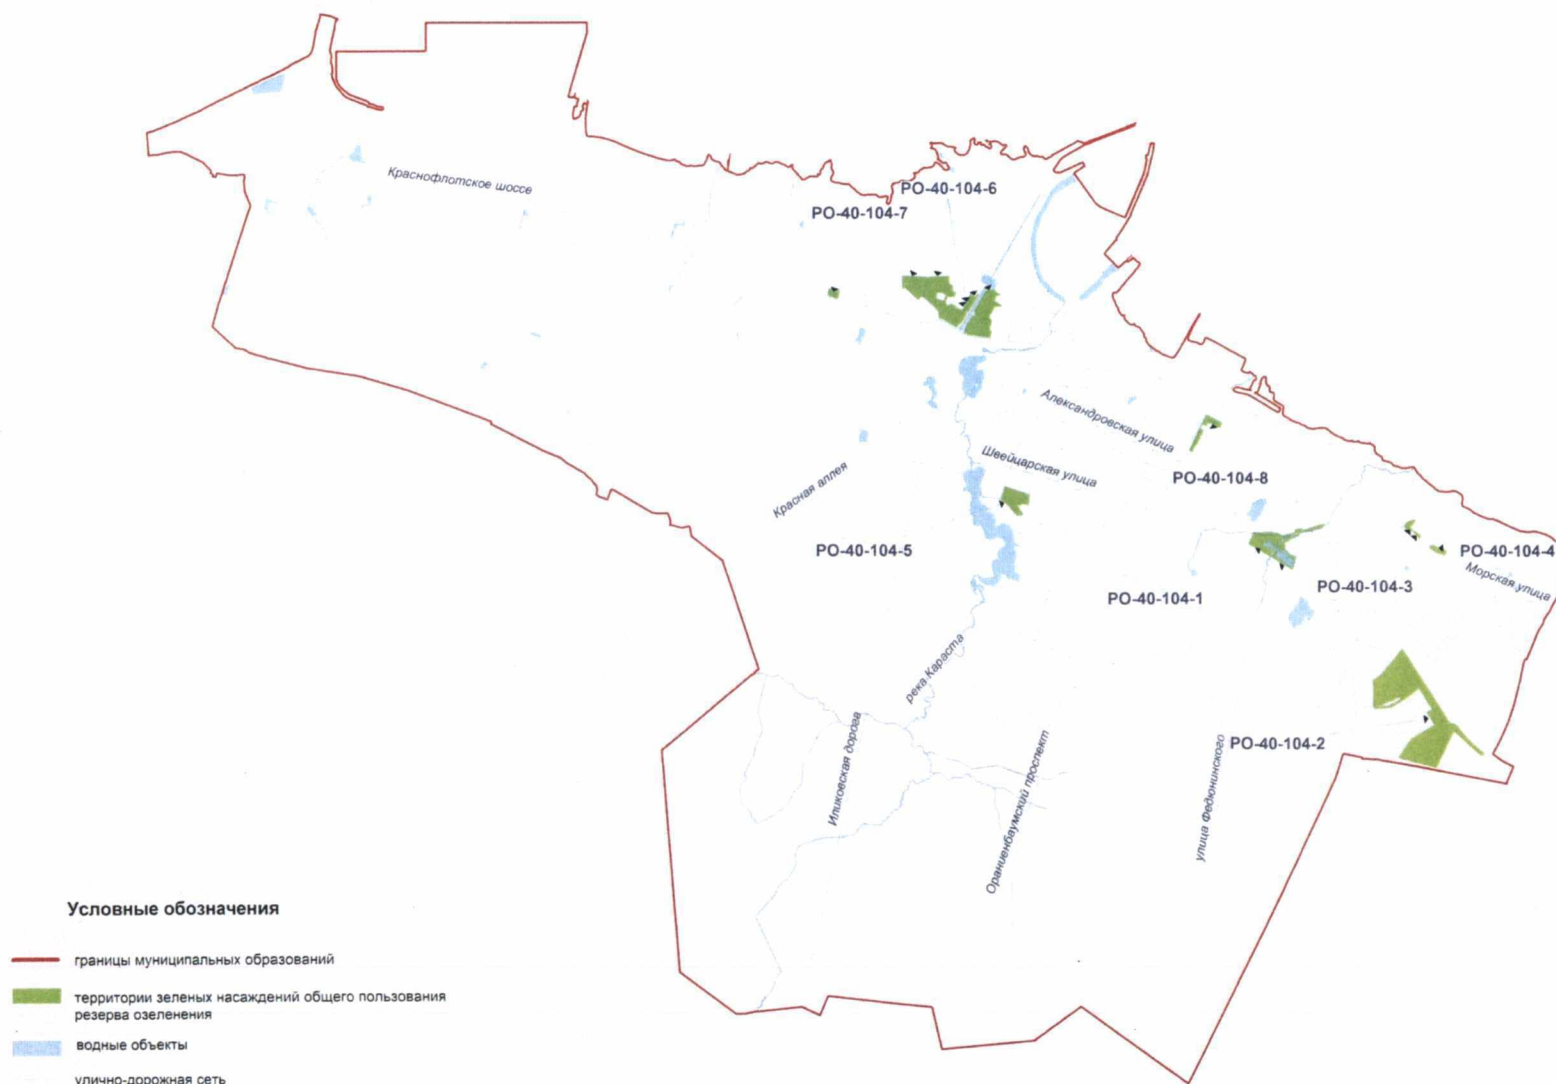 Краснофлотское шоссе
РО-40-104-6
РО-40-104-7
Александровская улица
Швейцарская улица
Красная аллея
РО-40-104-8
РО-40-104-5
РО-40-104-4
Морская улица
РО-40-104-3
РО-40-104-1
река Караста
Иликовская дорога
Ораниенбаумский проспект
улица Федюнинского
РО-40-104-2
Условные обозначения
границы муниципальных образований
территории зеленых насаждений общего пользования
резерва озеленения
водные объекты
улично-дорожная сеть